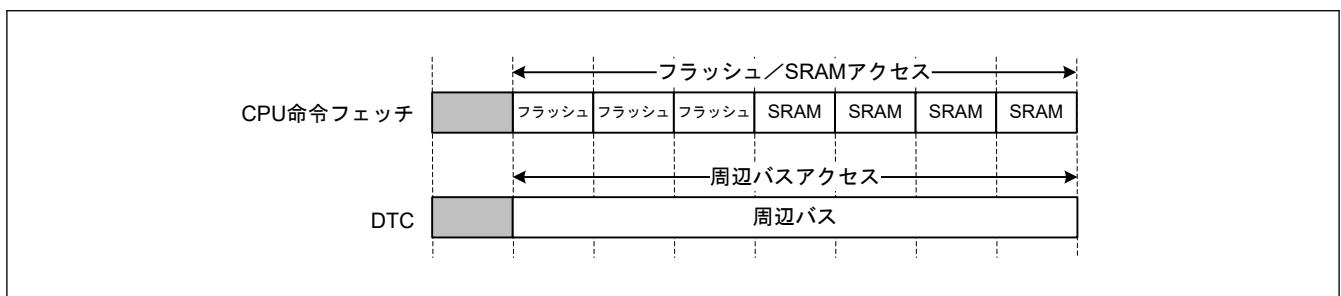 フラッシュ／SRAMアクセス
CPU命令フェッチ フラッシュ フラッシュ フラッシュ SRAM SRAM SRAM SRAM
周辺バスアクセス
DTC 周辺バス